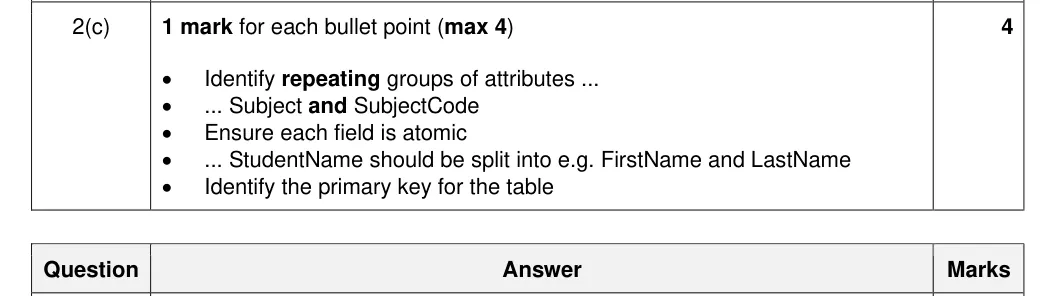 2(c) 1 mark for each bullet point (max 4) 4
• Identify repeating groups of attributes ...
• ... Subject and SubjectCode
• Ensure each field is atomic
• ... StudentName should be split into e.g. FirstName and LastName
• Identify the primary key for the table
Question Answer Marks